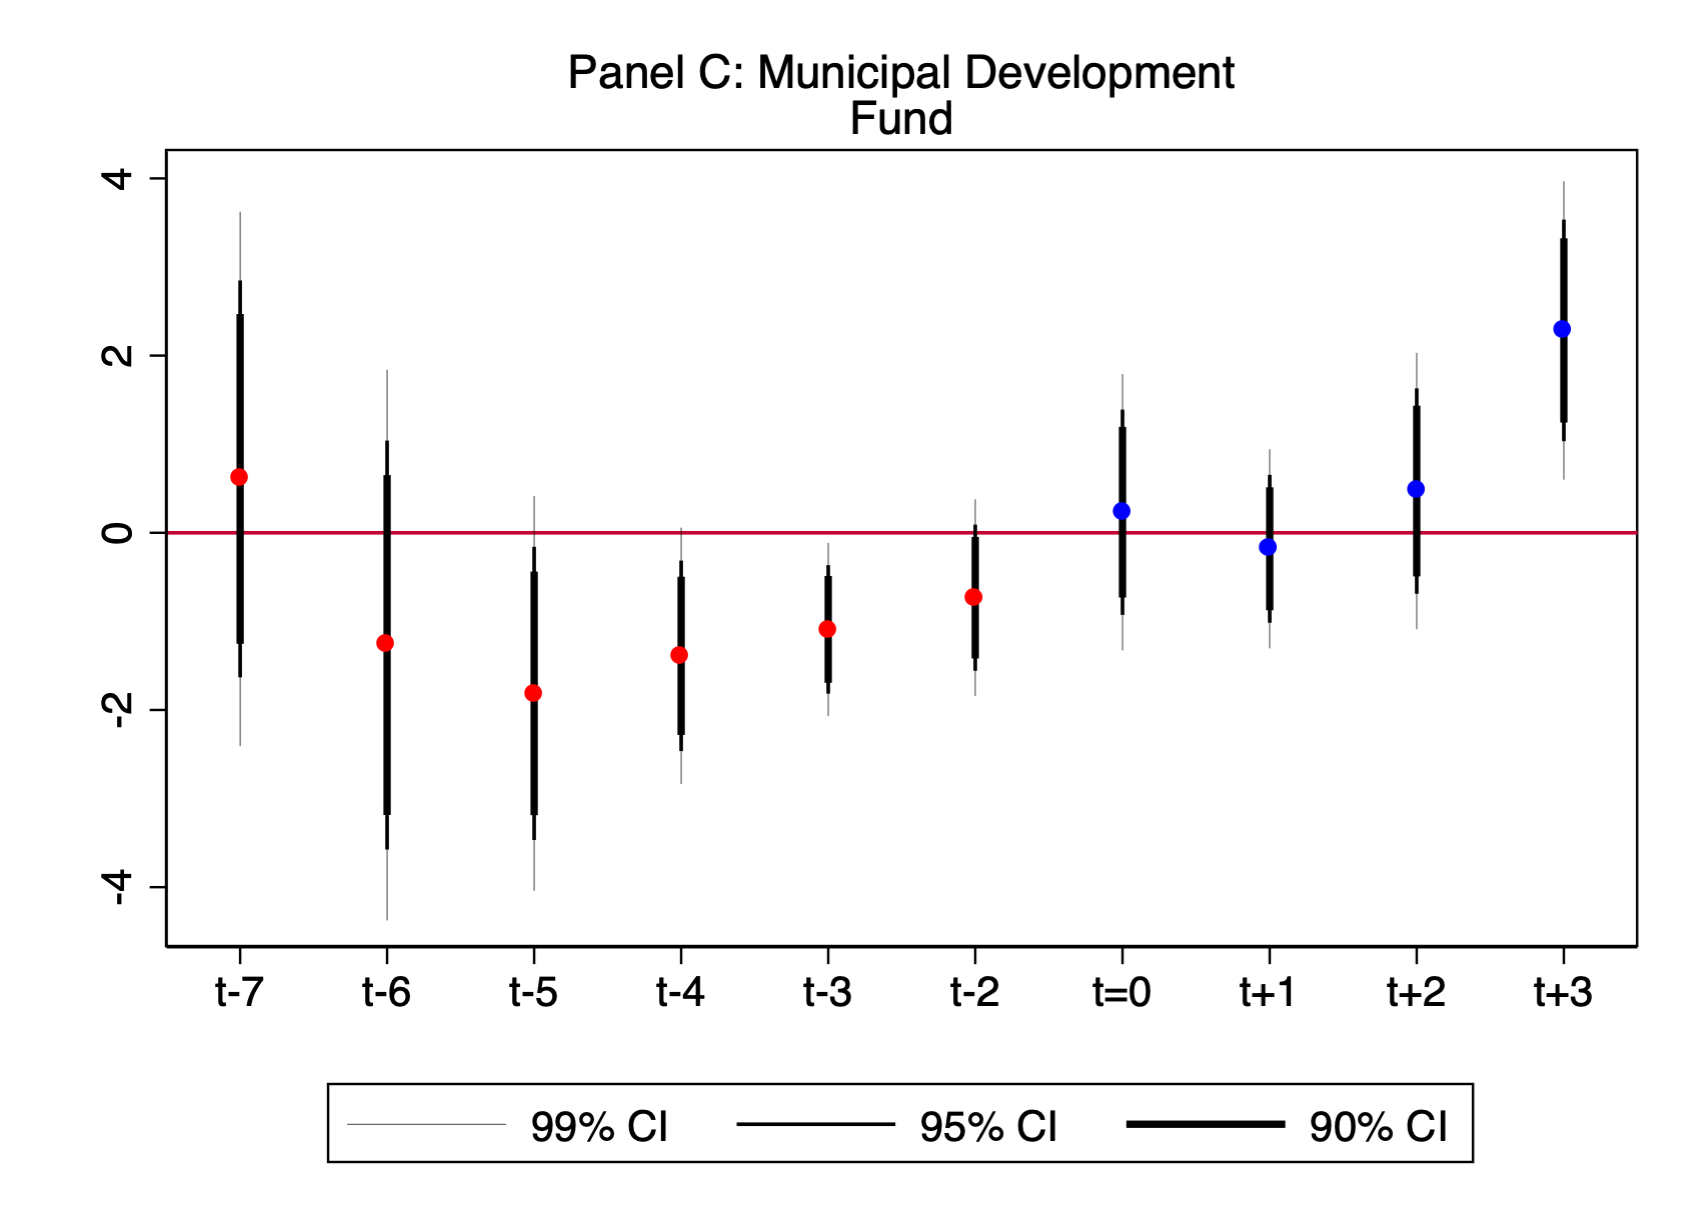 Panel C: Municipal Development
Fund
4
2
0
-2
-4
t-7 t-6 t-5 t-4 t-3 t-2 t=0 t+1 t+2 t+3
99% CI 95% CI 90% CI